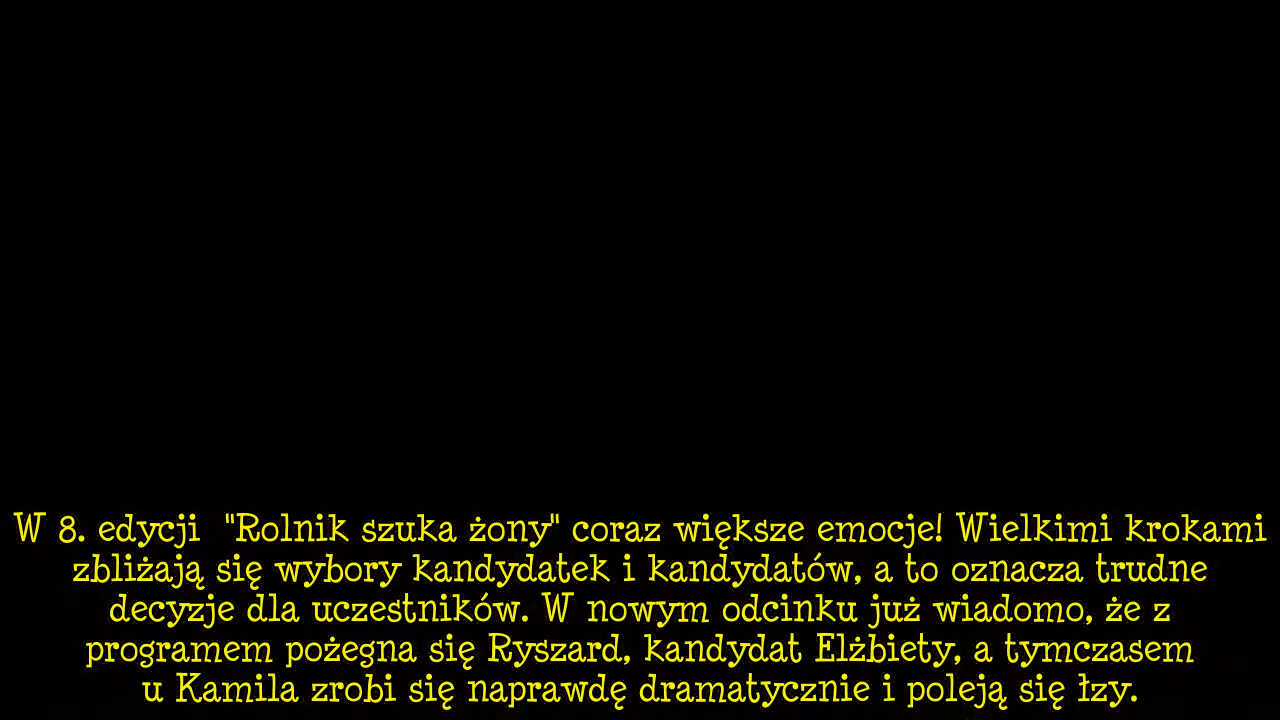 W 8. edycji "Rolnik szuka żony" coraz większe emocje! Wielkimi krokami
zbliżają się wybory kandydatek i kandydatów, a to oznacza trudne
decyzje dla uczestników. W nowym odcinku już wiadomo, że z
programem pożegna się Ryszard, kandydat Elżbiety, a tymczasem
u Kamila zrobi się naprawdę dramatycznie i poleją się łzy.